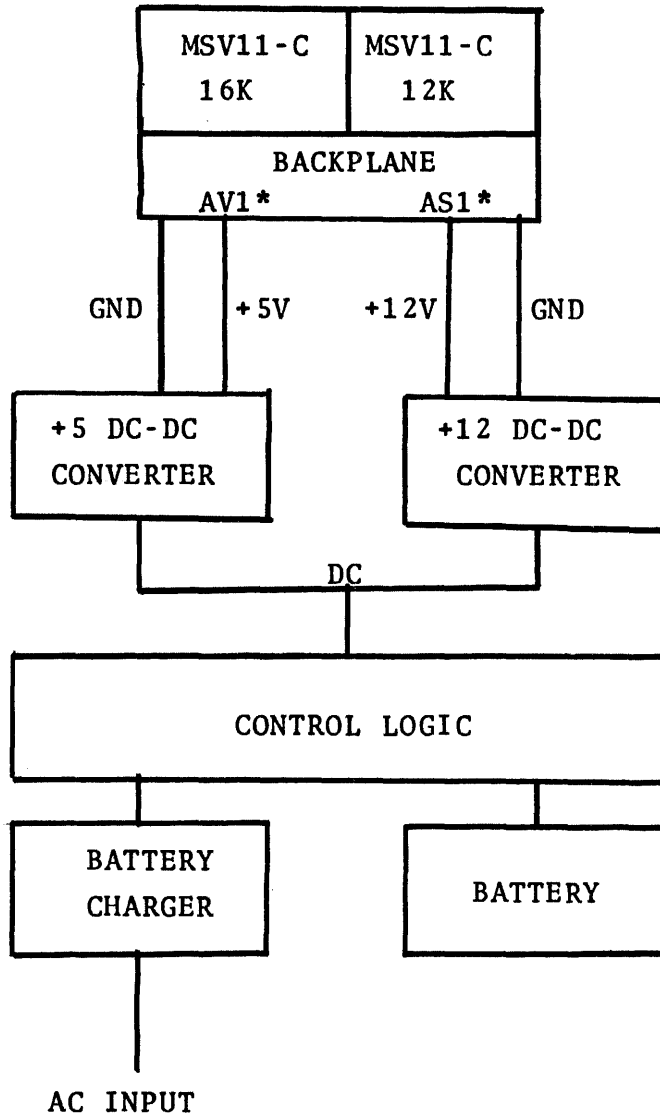 MSV11-C
16K
MSV11-C
12K
BACKPLANE
AV1*
AS1*
GND
+5V
+12V
GND
+5 DC-DC
CONVERTER
+12 DC-DC
CONVERTER
DC
CONTROL LOGIC
BATTERY
CHARGER
BATTERY
AC INPUT